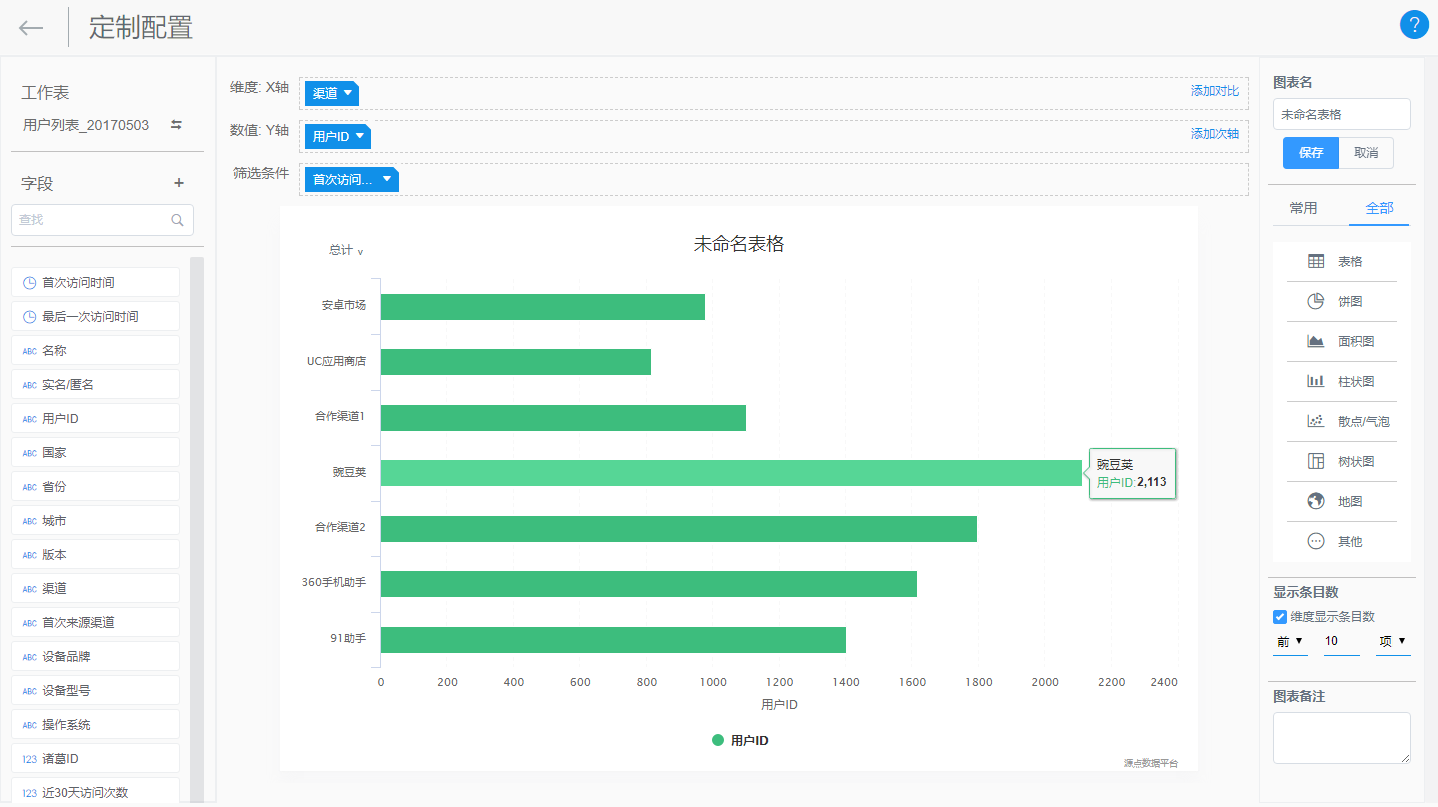 定制配置
?
工作表
用户列表_20170503
字段
+
查找
首次访问时间
最后一次访问时间
ABC 名称
ABC 实名/匿名
ABC 用户ID
ABC 国家
ABC 省份
ABC 城市
ABC 版本
ABC 渠道
ABC 首次来源渠道
ABC 设备品牌
ABC 设备型号
ABC 操作系统
123 诸葛ID
123 近30天访问次数
维度: X轴
渠道
添加对比
数值: Y轴
用户ID
添加次轴
筛选条件
首次访问...
总计
未命名表格
安卓市场
UC应用商店
合作渠道1
豌豆荚
合作渠道2
360手机助手
91助手
豌豆荚
用户ID:2,113
0 200 400 600 800 1000 1200 1400 1600 1800 2000 2200 2400
用户ID
用户ID
源点数据平台
图表名
未命名表格
保存 取消
常用 全部
表格
饼图
面积图
柱状图
散点/气泡
树状图
地图
其他
显示条目数
维度显示条目数
前 10 项
图表备注